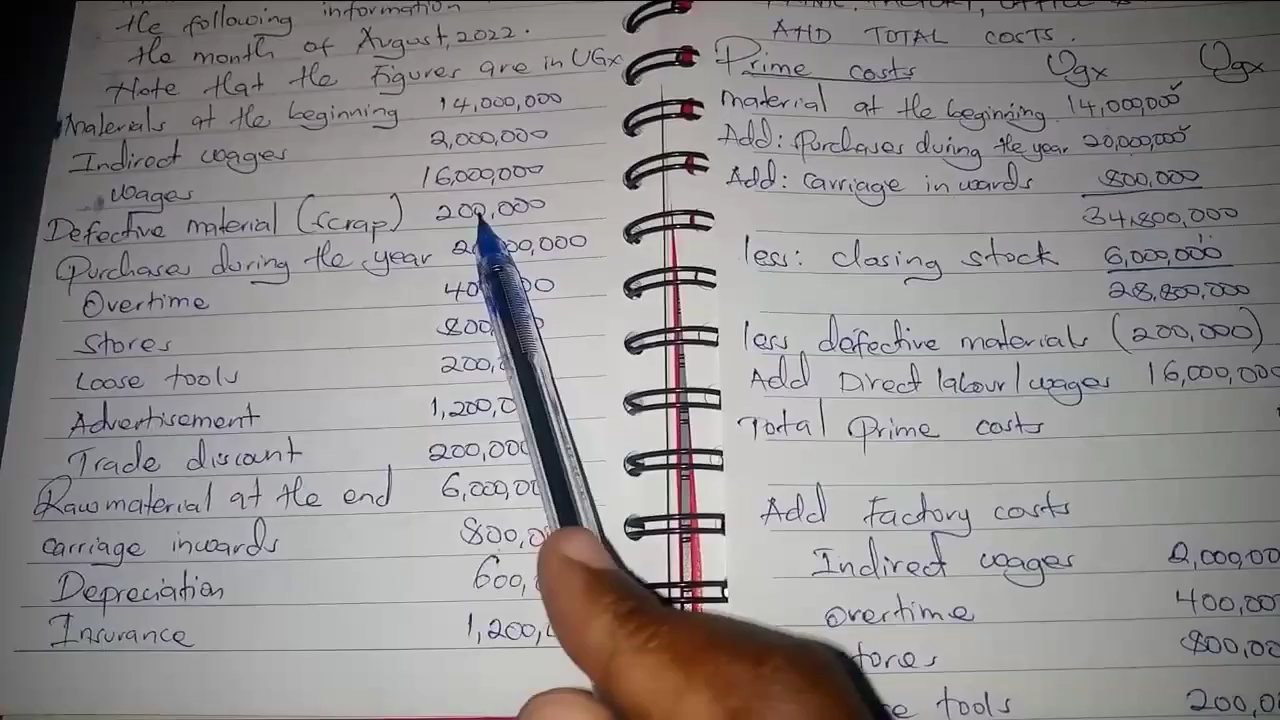 the following information
the month of August, 2022.
Note that the figures are in UGX
Materials at the beginning 14,000,000
Indirect wages 2,000,000
Wages 16,000,000
Defective material (scrap) 200,000
Purchases during the year
Overtime
Stores
Loose tools
Advertisement
Trade discount
Raw material at the end
carriage inwards
Depreciation
Insurance
AND TOTAL COSTS.
Prime costs Ugx Ugx
material at the beginning 14,000,000
Add: Purchases during the year 20,000,000
Add: carriage inwards 800,000
34,800,000
less: closing stock 6,000,000
28,800,000
less defective materials (200,000)
Add Direct labour/wages 16,000,000
Total Prime costs
Add factory costs
Indirect wages
overtime
tores
tools